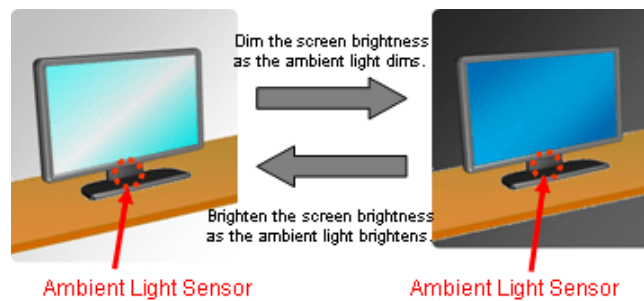 Dim the screen brightness
as the ambient light dims.
Brighten the screen brightness
as the ambient light brightens.
Ambient Light Sensor
Ambient Light Sensor